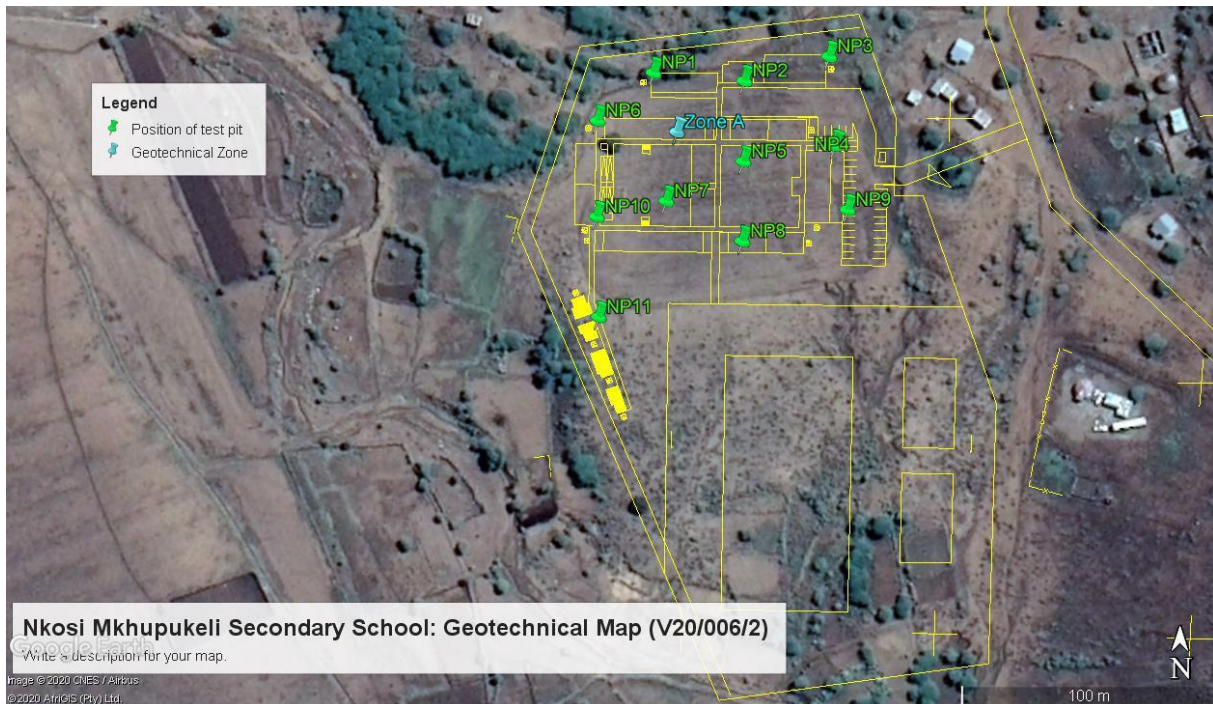 NP3
NP1
NP2
Legend
NP6
Zone A
Position of test pit
NP4
Geotechnical Zone
NP5
NP7
NP10
NP9
NP8
NP11
Nkosi Mkhupukeli Secondary School: Geotechnical Map (V20/006/2)
Google Earth
Write a description for your map.
Image © 2020 CNES / Airbus
© 2020 AfriGIS (Pty) Ltd.
N
100 m